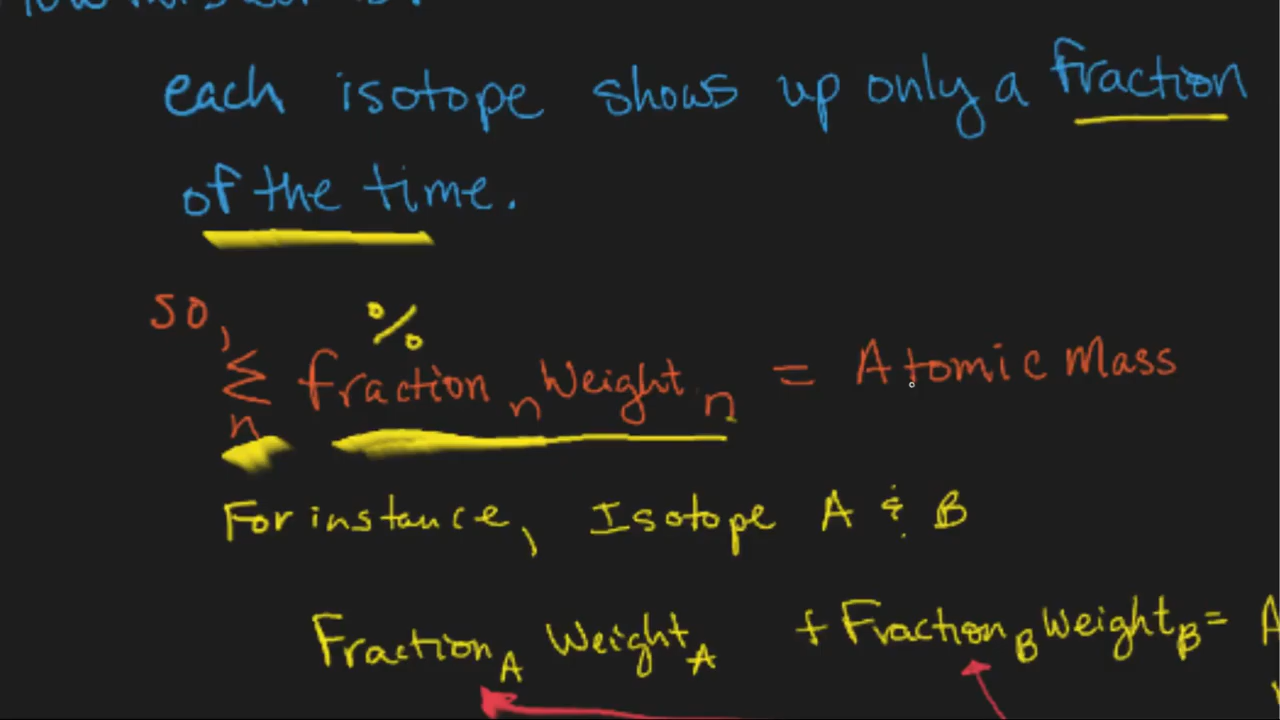 each isotope shows up only a fraction
of the time.
so,
%
Σ n fraction n Weight n = Atomic Mass
For instance, Isotope A & B
Fraction A Weight A + Fraction B Weight B = A